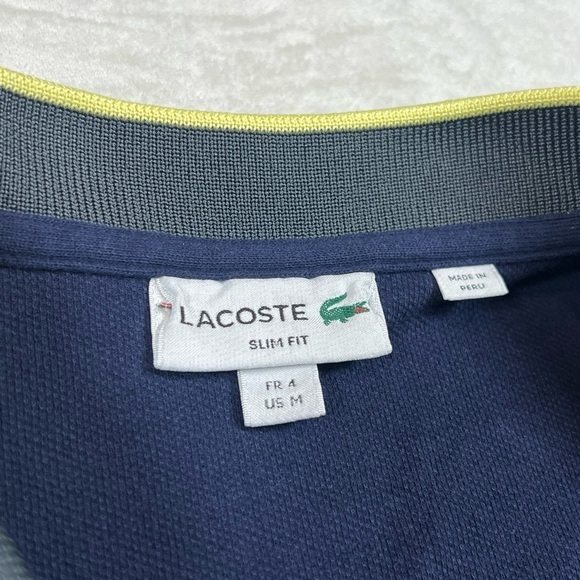 LACOSTE
SLIM FIT
FR 4
US M
MADE IN
PERU